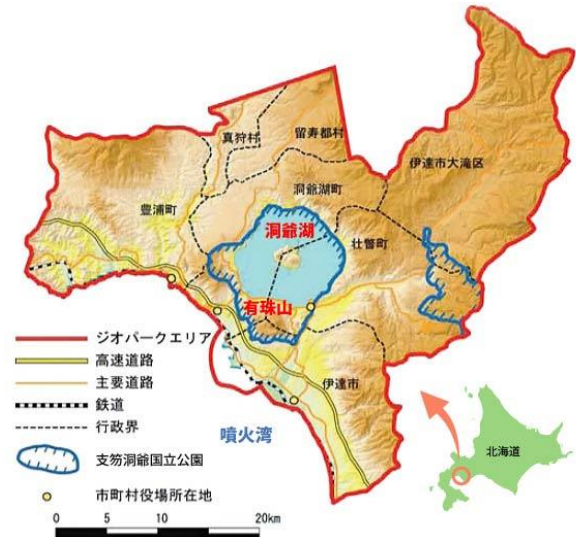 真狩村
留寿都村
伊達市大滝区
豊浦町
洞爺湖町
洞爺湖
壮瞥町
有珠山
ジオパークエリア
高速道路
主要道路
鉄道
行政界
支笏洞爺国立公園
市町村役場所在地
0 5 10 20km
伊達市
噴火湾
北海道